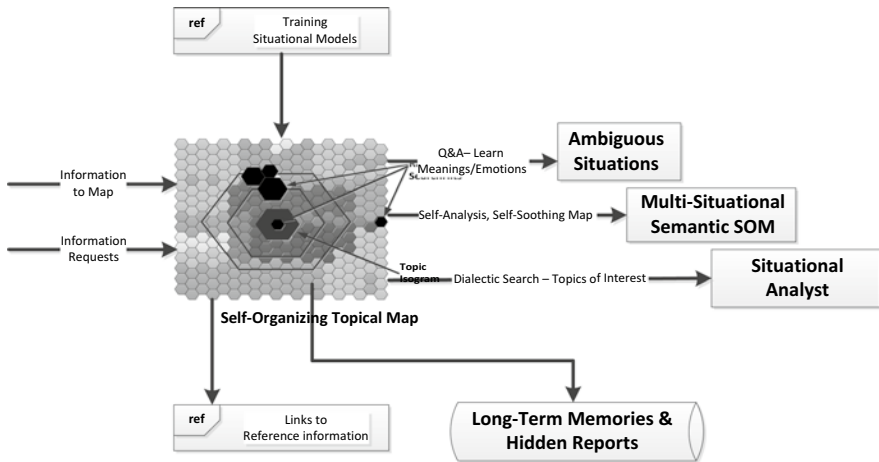 ref
Training
Situational Models
Information
to Map
Information
Requests
Q&A– Learn
Meanings/Emotions
Ambiguous
Situations
Self-Analysis, Self-Soothing Map
Multi-Situational
Semantic SOM
Topic
Isogram
Dialectic Search – Topics of Interest
Situational
Analyst
Self-Organizing Topical Map
ref
Links to
Reference information
Long-Term Memories &
Hidden Reports